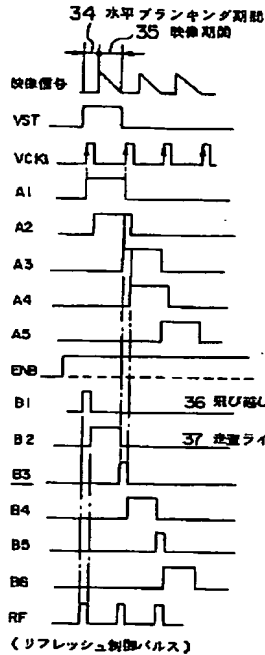 34 水平ブランキング期間
35 映像期間
映像信号
VST
VCK1
A1
A2
A3
A4
A5
ENB
B1
36 飛び越し
B2
37 走査ライ
B3
B4
B5
B6
RF
(リフレッシュ制御パルス)